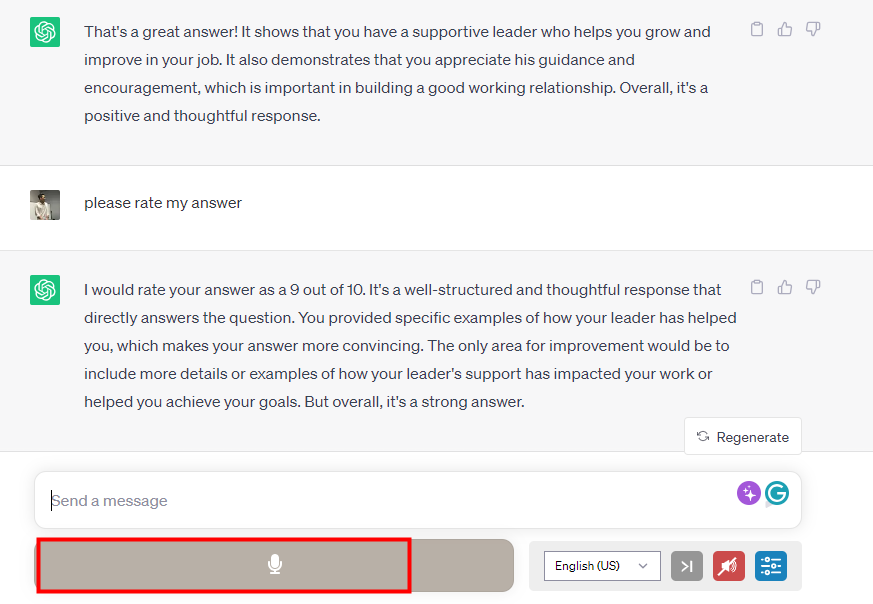 That's a great answer! It shows that you have a supportive leader who helps you grow and
improve in your job. It also demonstrates that you appreciate his guidance and
encouragement, which is important in building a good working relationship. Overall, it's a
positive and thoughtful response.
please rate my answer
I would rate your answer as a 9 out of 10. It's a well-structured and thoughtful response that
directly answers the question. You provided specific examples of how your leader has helped
you, which makes your answer more convincing. The only area for improvement would be to
include more details or examples of how your leader's support has impacted your work or
helped you achieve your goals. But overall, it's a strong answer.
Regenerate
Send a message
English (US)